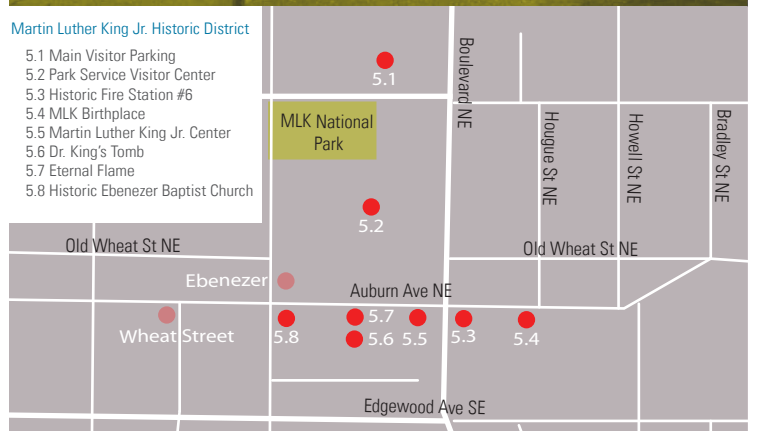 Martin Luther King Jr. Historic District
5.1 Main Visitor Parking
5.2 Park Service Visitor Center
5.3 Historic Fire Station #6
5.4 MLK Birthplace
5.5 Martin Luther King Jr. Center
5.6 Dr. King's Tomb
5.7 Eternal Flame
5.8 Historic Ebenezer Baptist Church
5.1
Boulevard NE
MLK National
Park
Hougue St NE
Howell St NE
Bradley St NE
5.2
Old Wheat St NE
Old Wheat St NE
Ebenezer
Auburn Ave NE
Wheat Street
5.8
5.7
5.6
5.5
5.3
5.4
Edgewood Ave SE